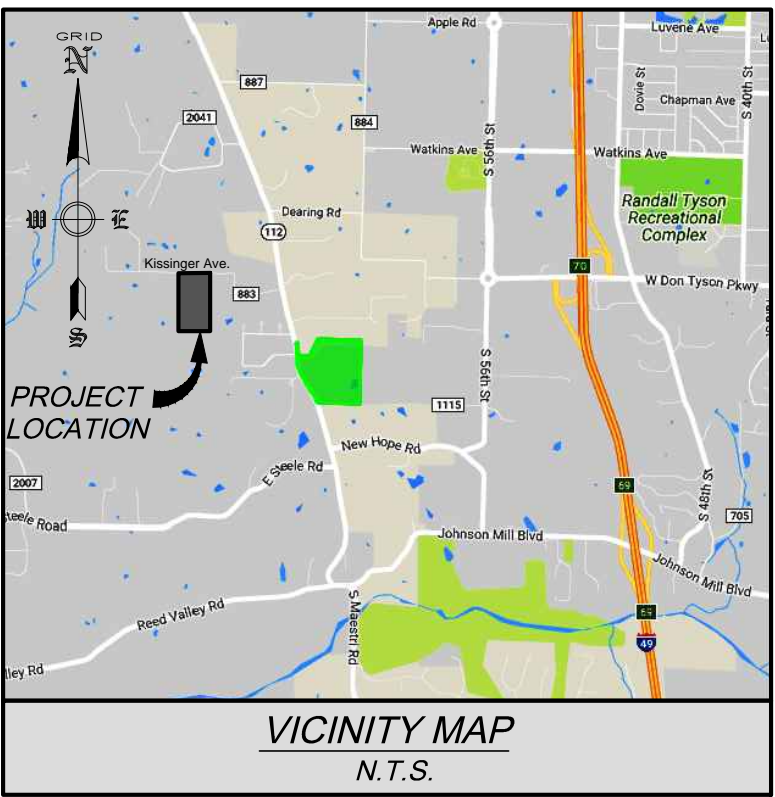 Apple Rd
Luvene Ave
GRID
N
887
Dovie St
Chapman Ave
S 40th St
2041
884
S 56th St
Watkins Ave
Watkins Ave
Randall Tyson
Recreational
Complex
Dearing Rd
W
E
112
Kissinger Ave.
70
883
W Don Tyson Pkwy
S
S 56th St
PROJECT
LOCATION
1115
New Hope Rd
E Steele Rd
2007
69
S 48th St
teele Road
705
Johnson Mill Blvd
Johnson Mill Blvd
Reed Valley Rd
S Maestri Rd
69
49
lley Rd
VICINITY MAP
N.T.S.